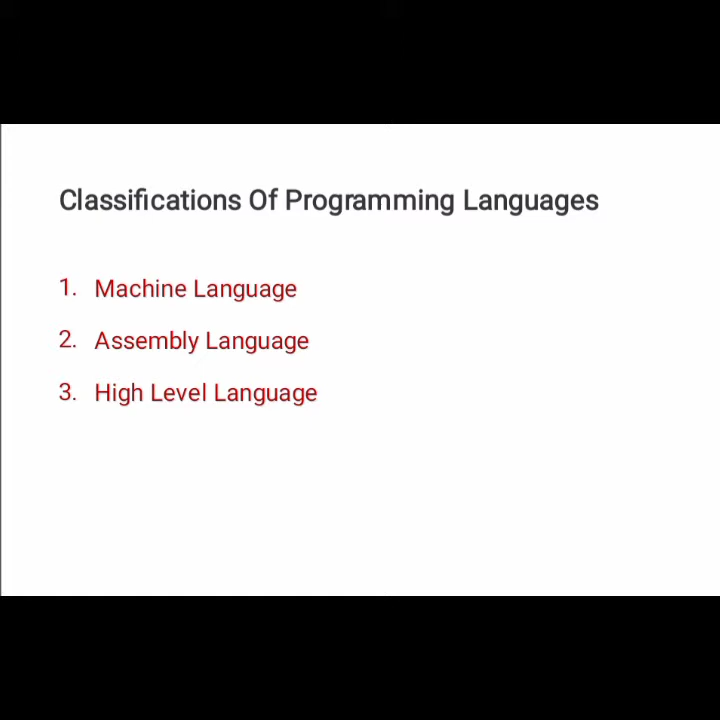 Classifications Of Programming Languages
1. Machine Language
2. Assembly Language
3. High Level Language